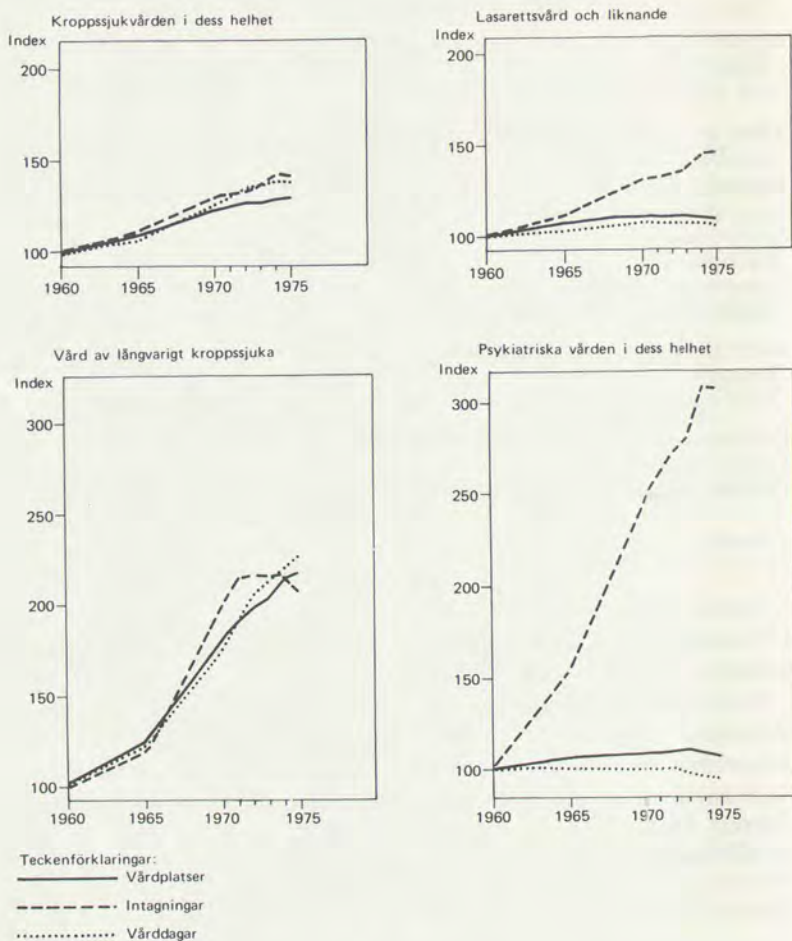 Kroppssjukvården i dess helhet
Index
200
150
100
1960 1965 1970 1975
Lasarettsvård och liknande
Index
200
150
100
1960 1965 1970 1975
Vård av långvarigt kroppssjuka
Index
300
250
200
150
100
1960 1965 1970 1975
Psykiatriska vården i dess helhet
Index
300
250
200
150
100
1960 1965 1970 1975
Teckenförklaringar:
Vårdplatser
Intagningar
Vårddagar